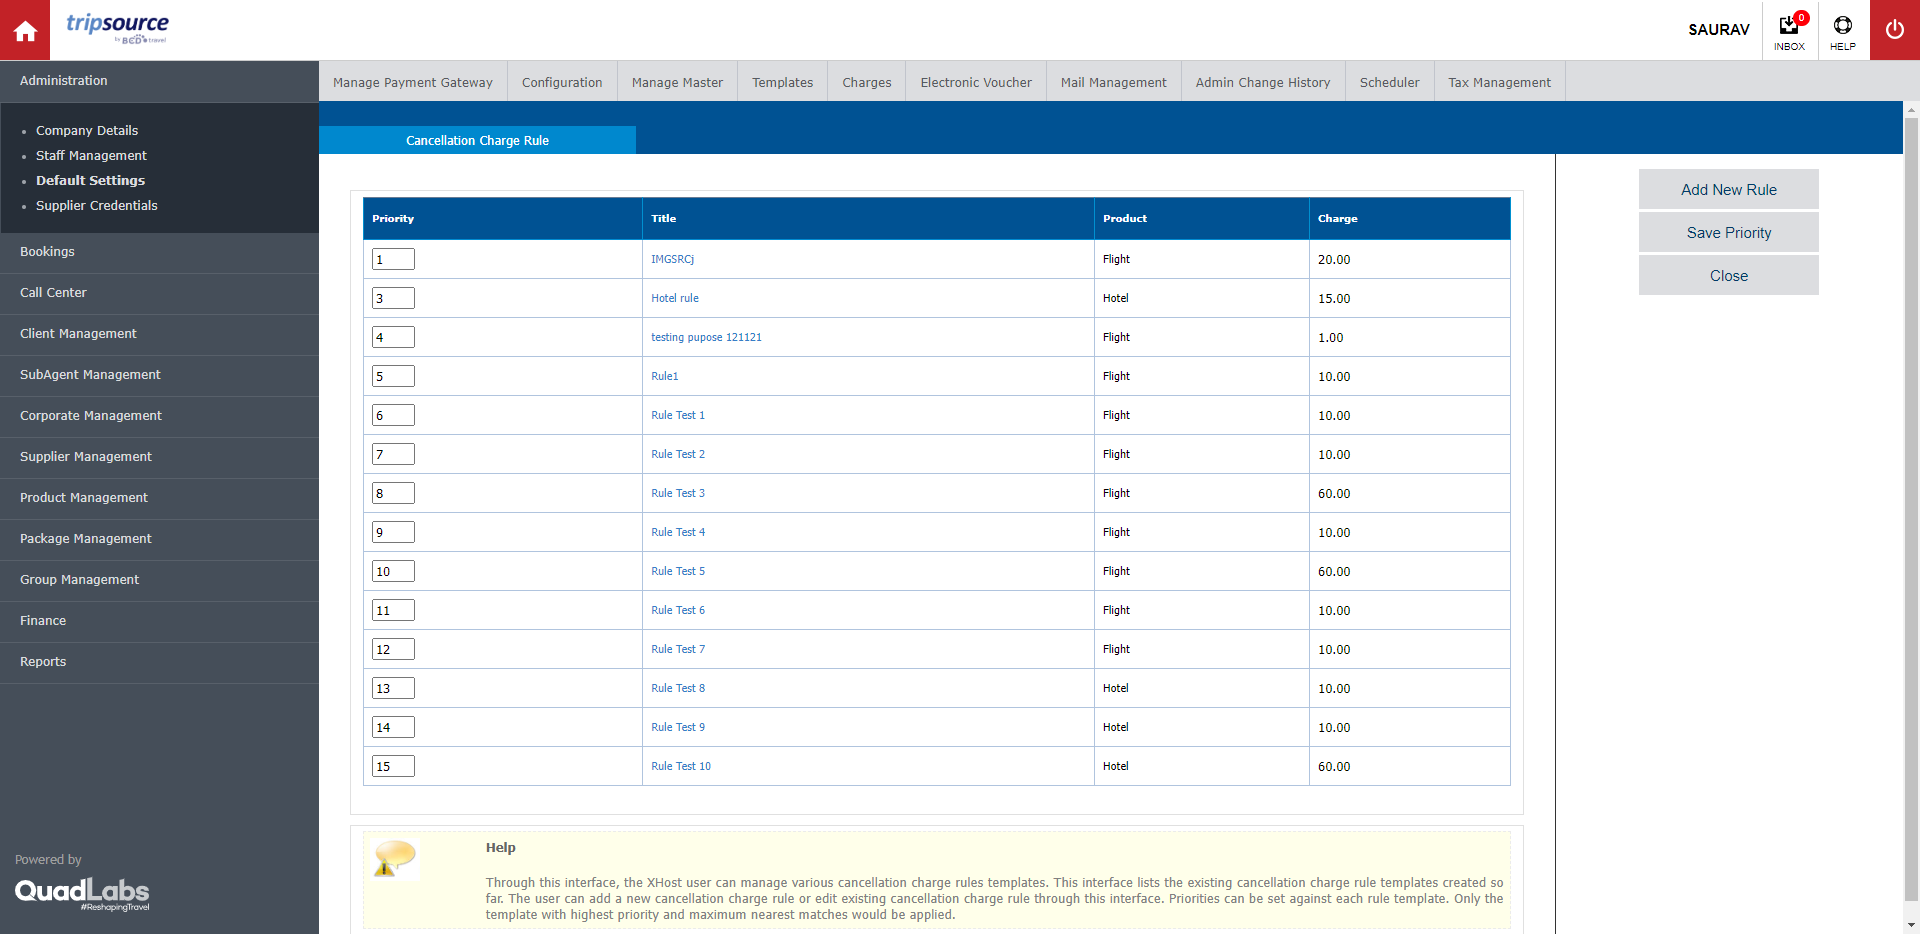 tripsource
by BCD travel
SAURAV
0
INBOX
HELP
Administration
Company Details
Staff Management
Default Settings
Supplier Credentials
Bookings
Call Center
Client Management
SubAgent Management
Corporate Management
Supplier Management
Product Management
Package Management
Group Management
Finance
Reports
Powered by
QuadLabs
#ReshapingTravel
Manage Payment Gateway Configuration Manage Master Templates Charges Electronic Voucher Mail Management Admin Change History Scheduler Tax Management
Cancellation Charge Rule
Priority Title Product Charge
1 IMGSRCj Flight 20.00
3 Hotel rule Hotel 15.00
4 testing pupose 121121 Flight 1.00
5 Rule1 Flight 10.00
6 Rule Test 1 Flight 10.00
7 Rule Test 2 Flight 10.00
8 Rule Test 3 Flight 60.00
9 Rule Test 4 Flight 10.00
10 Rule Test 5 Flight 60.00
11 Rule Test 6 Flight 10.00
12 Rule Test 7 Flight 10.00
13 Rule Test 8 Hotel 10.00
14 Rule Test 9 Hotel 10.00
15 Rule Test 10 Hotel 60.00
Add New Rule
Save Priority
Close
Help
Through this interface, the XHost user can manage various cancellation charge rules templates. This interface lists the existing cancellation charge rule templates created so
far. The user can add a new cancellation charge rule or edit existing cancellation charge rule through this interface. Priorities can be set against each rule template. Only the
template with highest priority and maximum nearest matches would be applied.